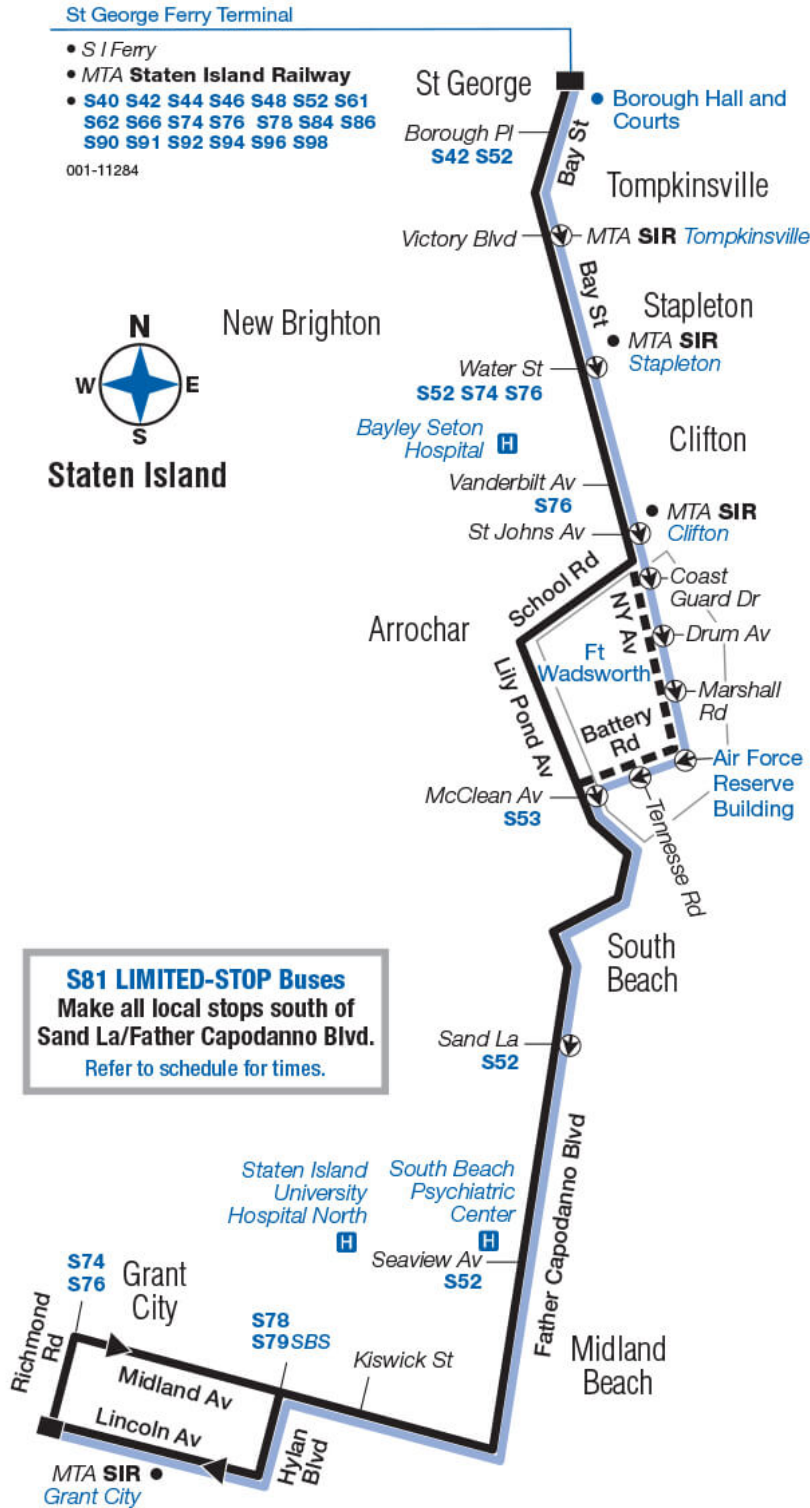 St George Ferry Terminal
• S I Ferry
• MTA Staten Island Railway
• S40 S42 S44 S46 S48 S52 S61
S62 S66 S74 S76 S78 S84 S86
S90 S91 S92 S94 S96 S98
001-11284
St George
• Borough Hall and
Courts
Borough Pl
S42 S52
Bay St
Tompkinsville
Victory Blvd
MTA SIR Tompkinsville
Bay St
Stapleton
• MTA SIR
Stapleton
New Brighton
N
W
E
S
Staten Island
Water St
S52 S74 S76
Bayley Seton
Hospital
H
Clifton
Vanderbilt Av
S76
• MTA SIR
Clifton
St Johns Av
School Rd
Coast
Guard Dr
NY Av
Arrochar
Drum Av
Ft
Wadsworth
Lily Pond Av
Marshall
Rd
Battery
Rd
Air Force
Reserve
Building
McClean Av
S53
Tennesse Rd
South
Beach
S81 LIMITED-STOP Buses
Make all local stops south of
Sand La/Father Capodanno Blvd.
Refer to schedule for times.
Sand La
S52
Father Capodanno Blvd
Staten Island
University
Hospital North
H
South Beach
Psychiatric
Center
H
Seaview Av
S52
S74
S76
Grant
City
Richmond
Rd
S78
S79 SBS
Kiswick St
Midland
Beach
Midland Av
Lincoln Av
Hylan
Blvd
MTA SIR •
Grant City